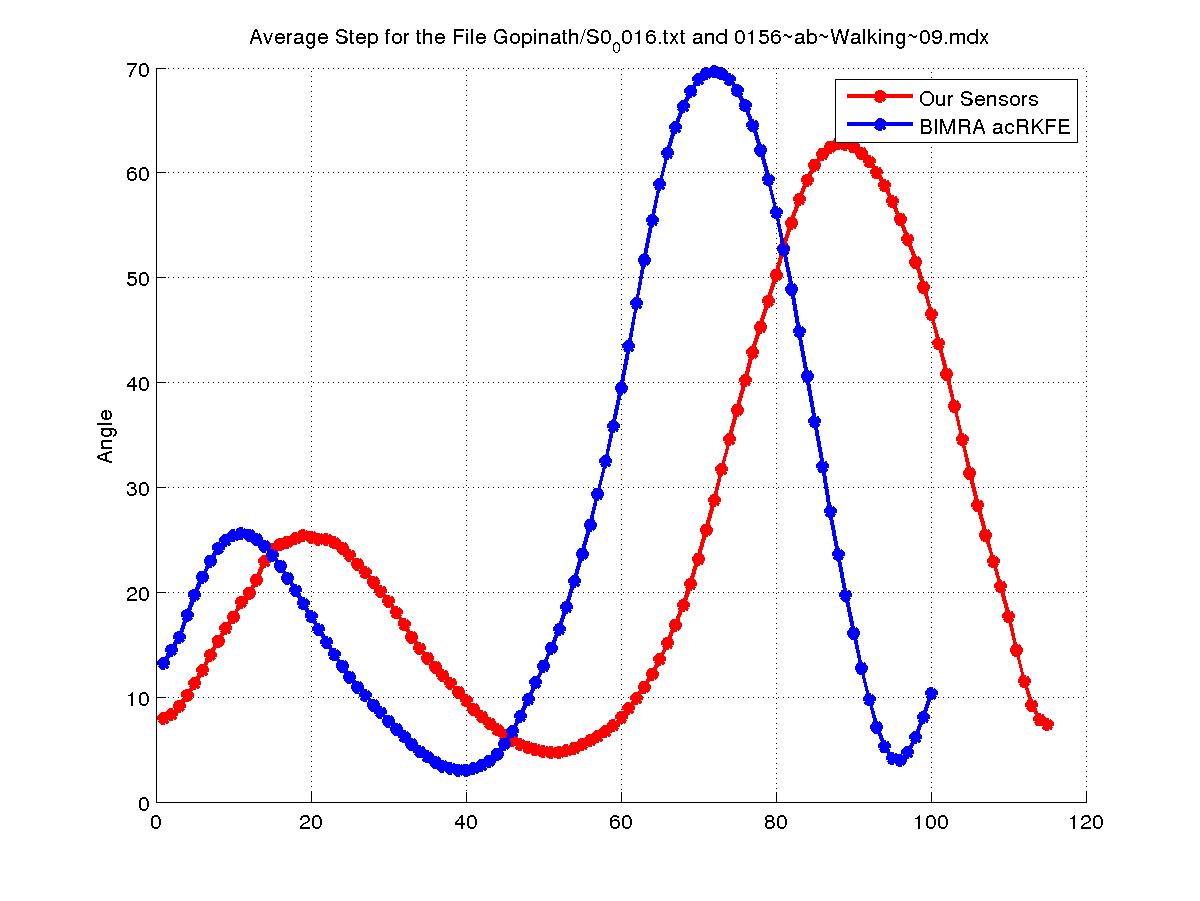 Average Step for the File Gopinath/S0₀016.txt and 0156~ab~Walking~09.mdx
70
Our Sensors
BIMRA acRKFE
60
50
40
Angle
30
20
10
0
0 20 40 60 80 100 120